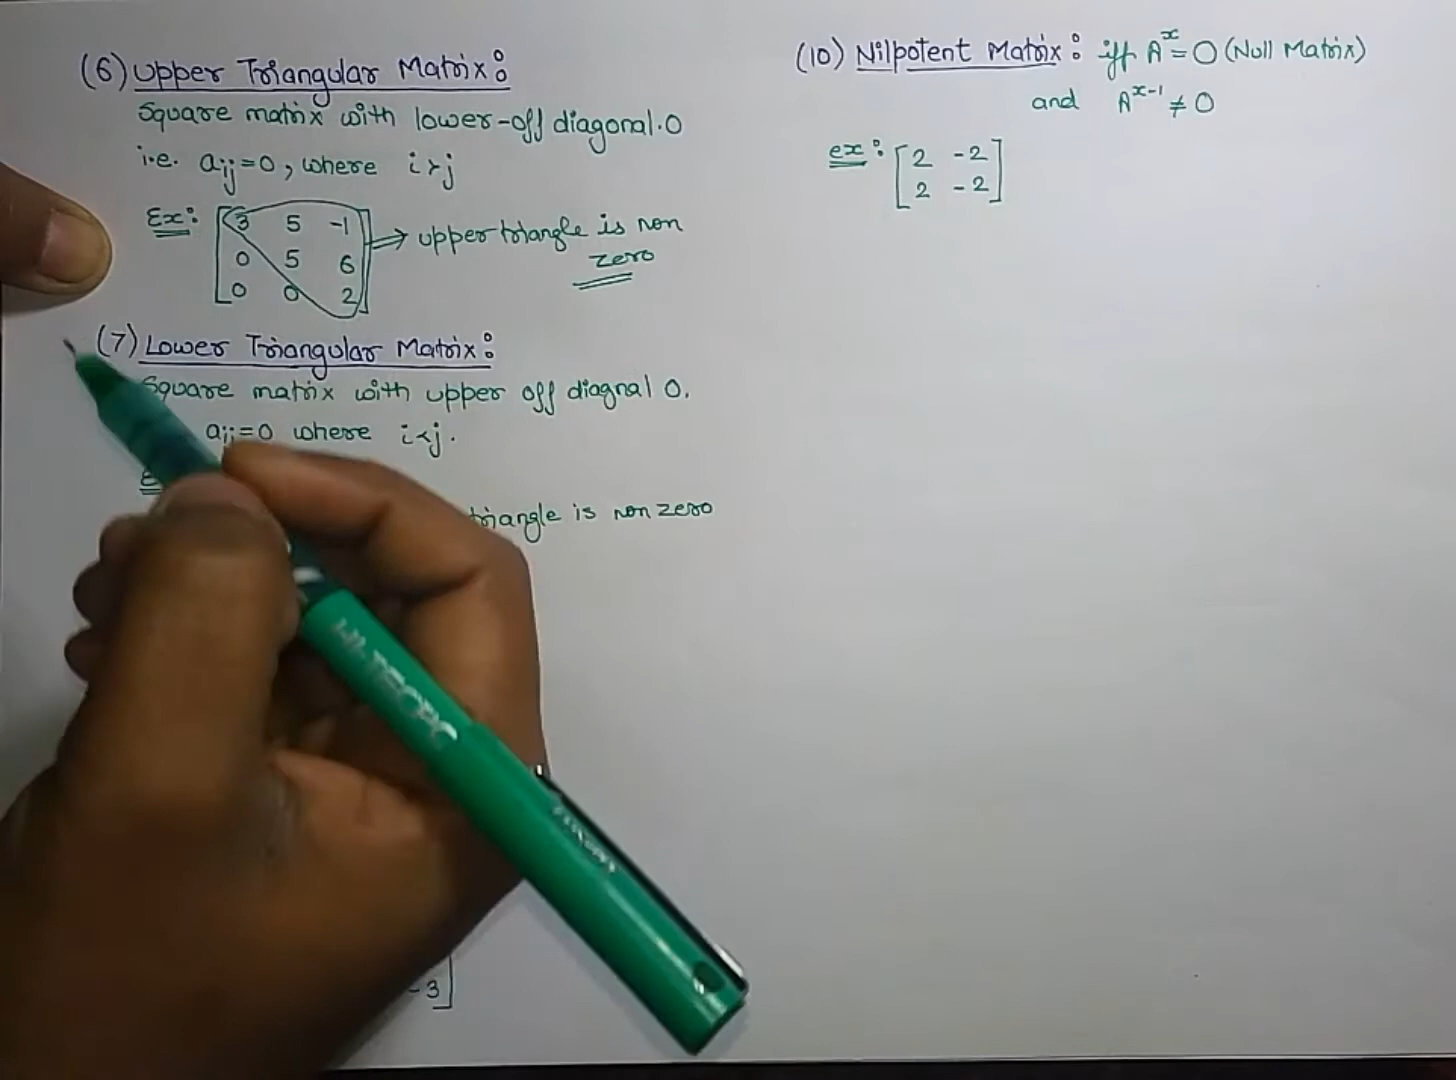 (6) Upper Triangular Matrix:
Square matrix with lower-off diagonal.0
i.e. aij=0, where i>j
Ex: [3 5 -1
0 5 6
0 0 2] ⇒ upper triangle is non
zero
(7) Lower Triangular Matrix:
Square matrix with upper off diagnal 0.
aij=0 where i<j.
triangle is non zero
-3]
(10) Nilpotent Matrix: iff A^x=0 (Null Matrix)
and A^x-1 ≠ 0
ex: [2 -2
2 -2]
HI-TECPC